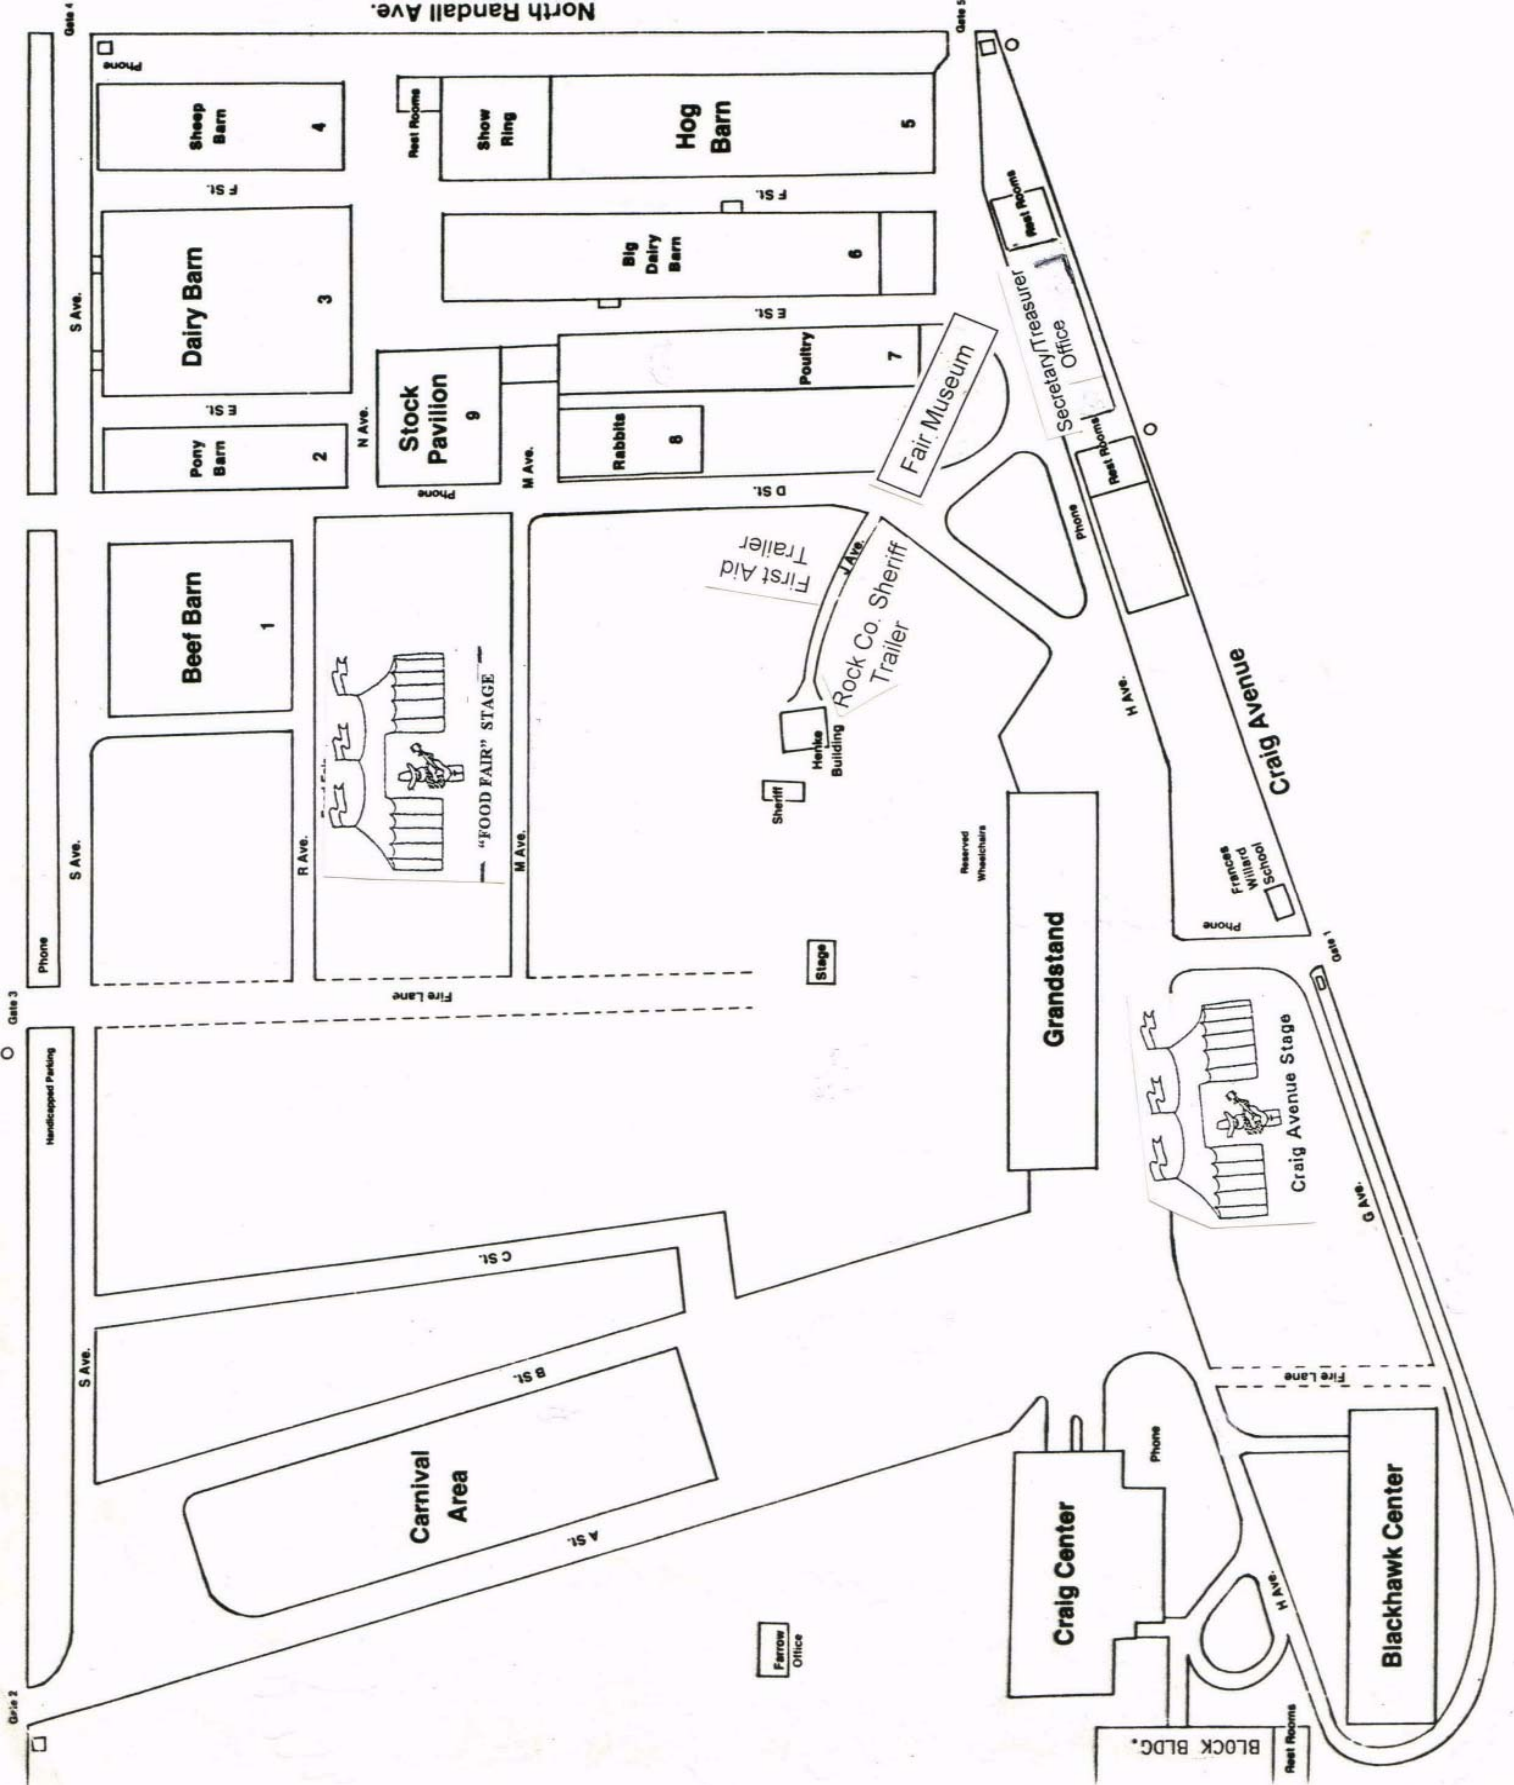 North Randall Ave.
Gate 4
Gate 5
Phone
Sheep
Barn
4
Rest Rooms
Show
Ring
Hog
Barn
5
F St.
F St.
S Ave.
Dairy Barn
3
Big
Dairy
Barn
6
Rest Rooms
E St.
E St.
Secretary/Treasurer
Office
Pony
Barn
2
N Ave.
Stock
Pavilion
9
Phone
M Ave.
Poultry
7
Rabbits
8
Fair Museum
Rest Rooms
D St.
Phone
Beef Barn
1
First Aid
Trailer
J Ave.
Rock Co. Sheriff
Trailer
H Ave.
Craig Avenue
"FOOD FAIR" STAGE
Henke
Building
Sheriff
S Ave.
R Ave.
M Ave.
Reserved
Wheelchairs
Frances
Willard
School
Phone
Gate 1
Phone
Gate 3
Fire Lane
Stage
Grandstand
Handicapped Parking
Craig Avenue Stage
G Ave.
C St.
S Ave.
B St.
Fire Lane
Carnival
Area
A St.
Phone
Craig Center
Blackhawk Center
H Ave.
Farrow
Office
Gate 2
BLOCK BLDG.
Rest Rooms